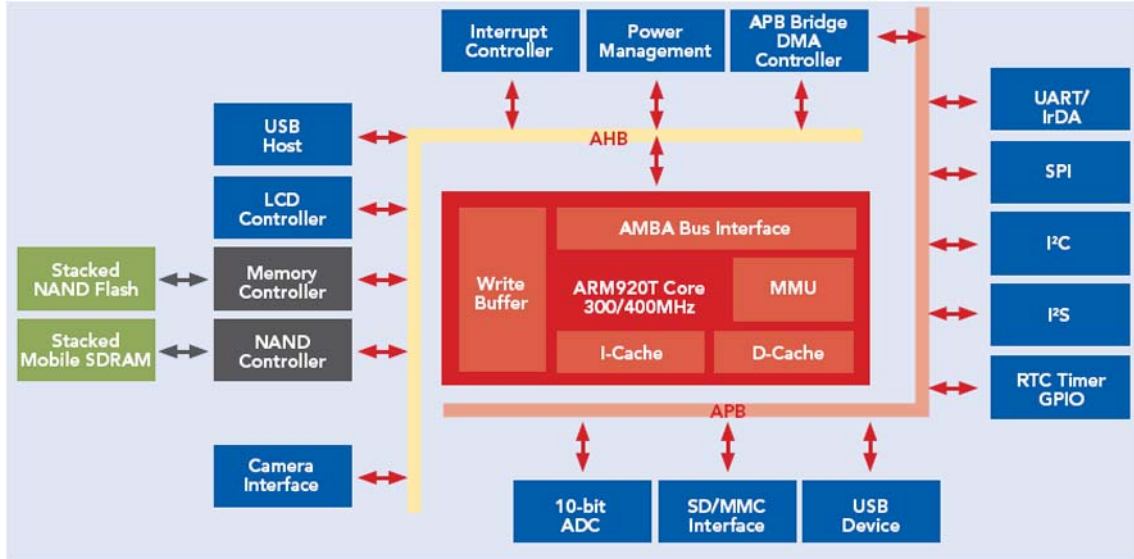 Interrupt
Controller
Power
Management
APB Bridge
DMA
Controller
USB
Host
AHB
UART/
IrDA
LCD
Controller
SPI
AMBA Bus Interface
Stacked
NAND Flash
Memory
Controller
Write
Buffer
ARM920T Core
300/400MHz
MMU
I²C
Stacked
Mobile SDRAM
NAND
Controller
I-Cache
D-Cache
I²S
APB
RTC Timer
GPIO
Camera
Interface
10-bit
ADC
SD/MMC
Interface
USB
Device